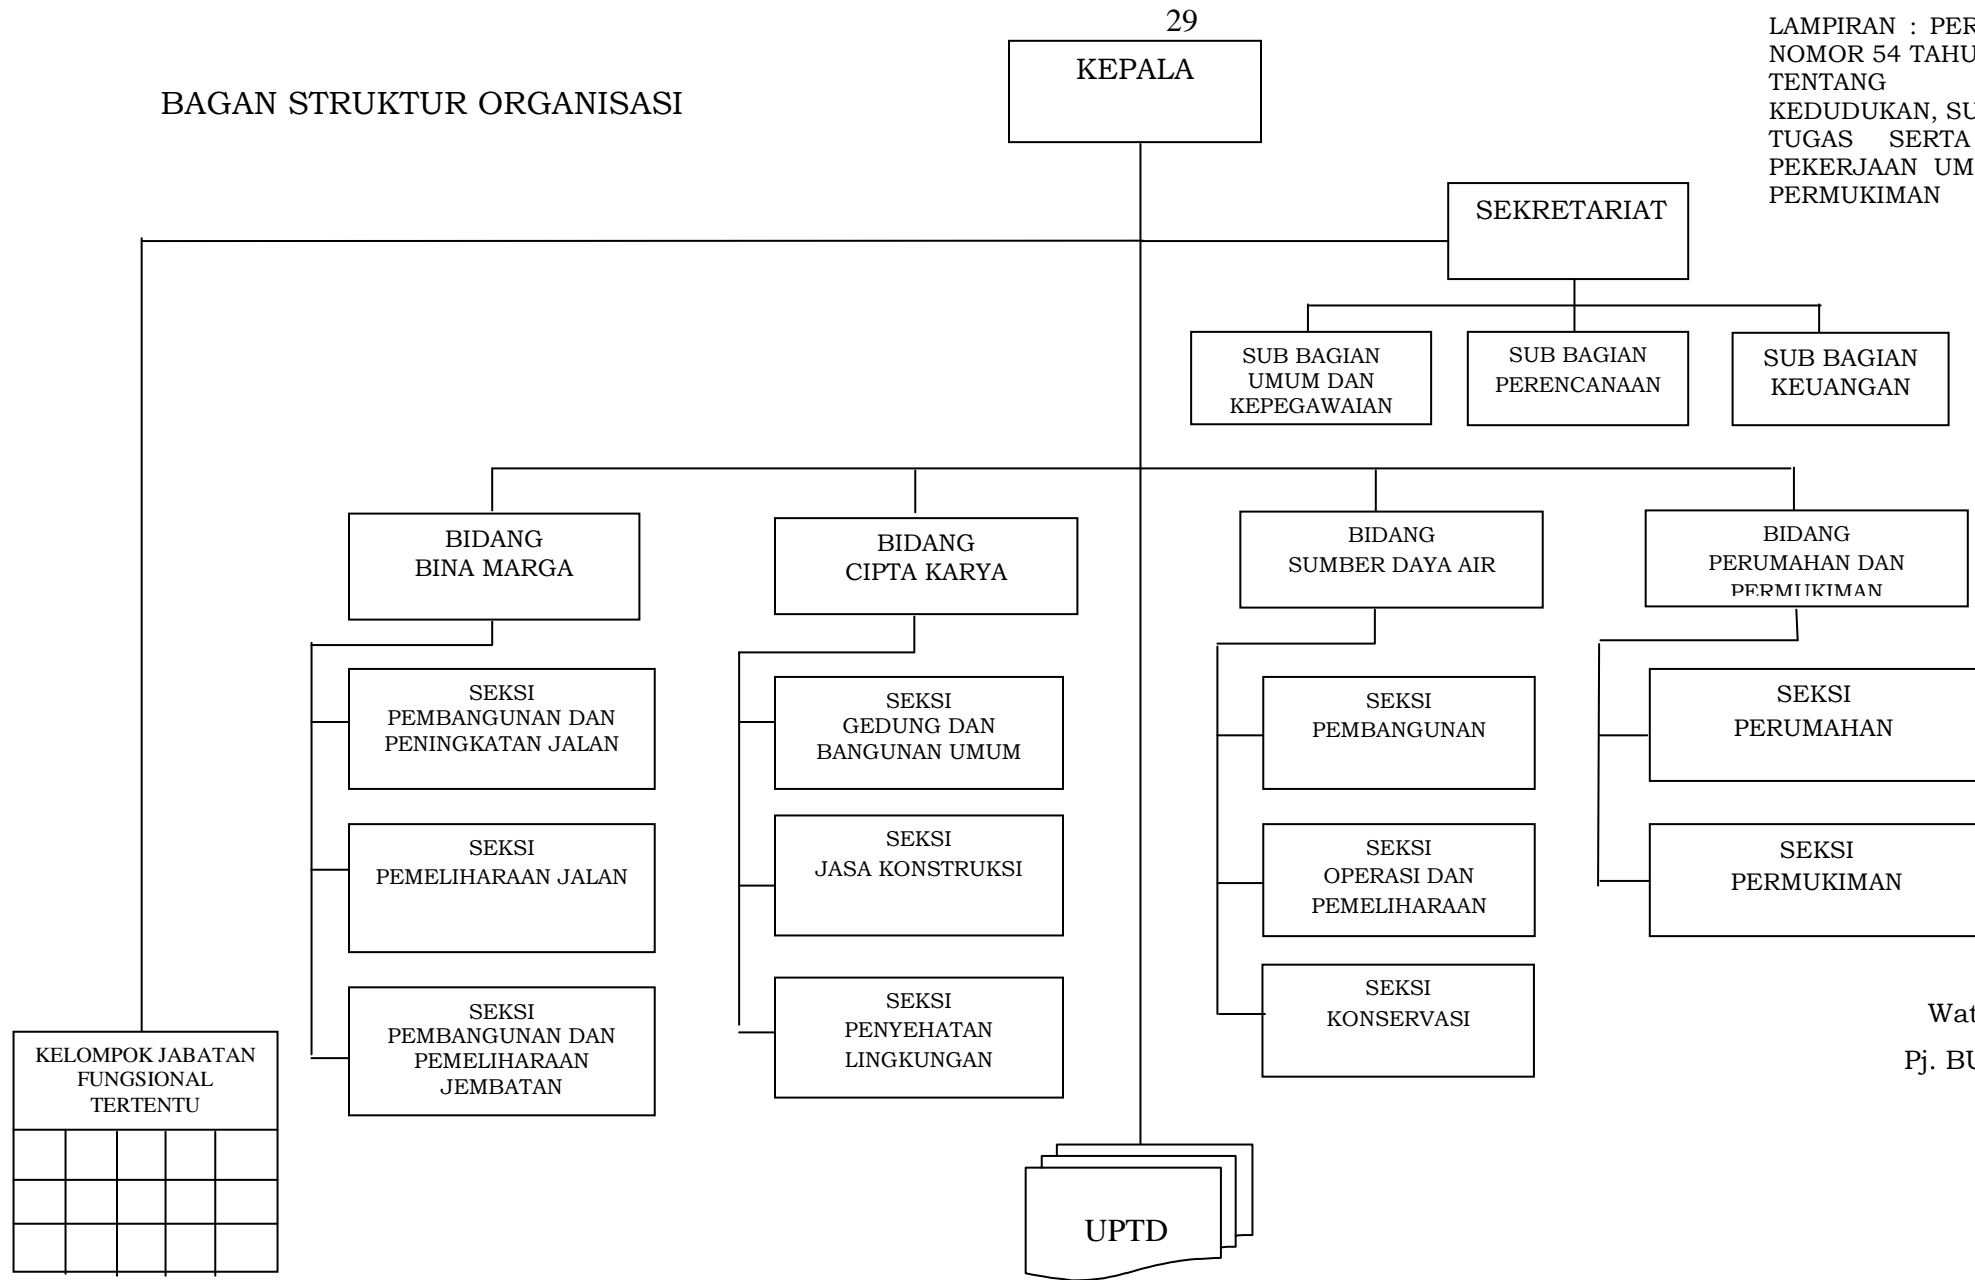 29
LAMPIRAN : PER
NOMOR 54 TAHU
TENTANG
KEDUDUKAN, SU
TUGAS SERTA
PEKERJAAN UM
PERMUKIMAN
BAGAN STRUKTUR ORGANISASI
KEPALA
SEKRETARIAT
SUB BAGIAN
UMUM DAN
KEPEGAWAIAN
SUB BAGIAN
PERENCANAAN
SUB BAGIAN
KEUANGAN
BIDANG
BINA MARGA
BIDANG
CIPTA KARYA
BIDANG
SUMBER DAYA AIR
BIDANG
PERUMAHAN DAN
PERMUKIMAN
SEKSI
PEMBANGUNAN DAN
PENINGKATAN JALAN
SEKSI
GEDUNG DAN
BANGUNAN UMUM
SEKSI
PEMBANGUNAN
SEKSI
PERUMAHAN
SEKSI
PEMELIHARAAN JALAN
SEKSI
JASA KONSTRUKSI
SEKSI
OPERASI DAN
PEMELIHARAAN
SEKSI
PERMUKIMAN
SEKSI
PEMBANGUNAN DAN
PEMELIHARAAN
JEMBATAN
SEKSI
PENYEHATAN
LINGKUNGAN
SEKSI
KONSERVASI
Wat
Pj. BU
KELOMPOK JABATAN
FUNGSIONAL
TERTENTU
UPTD